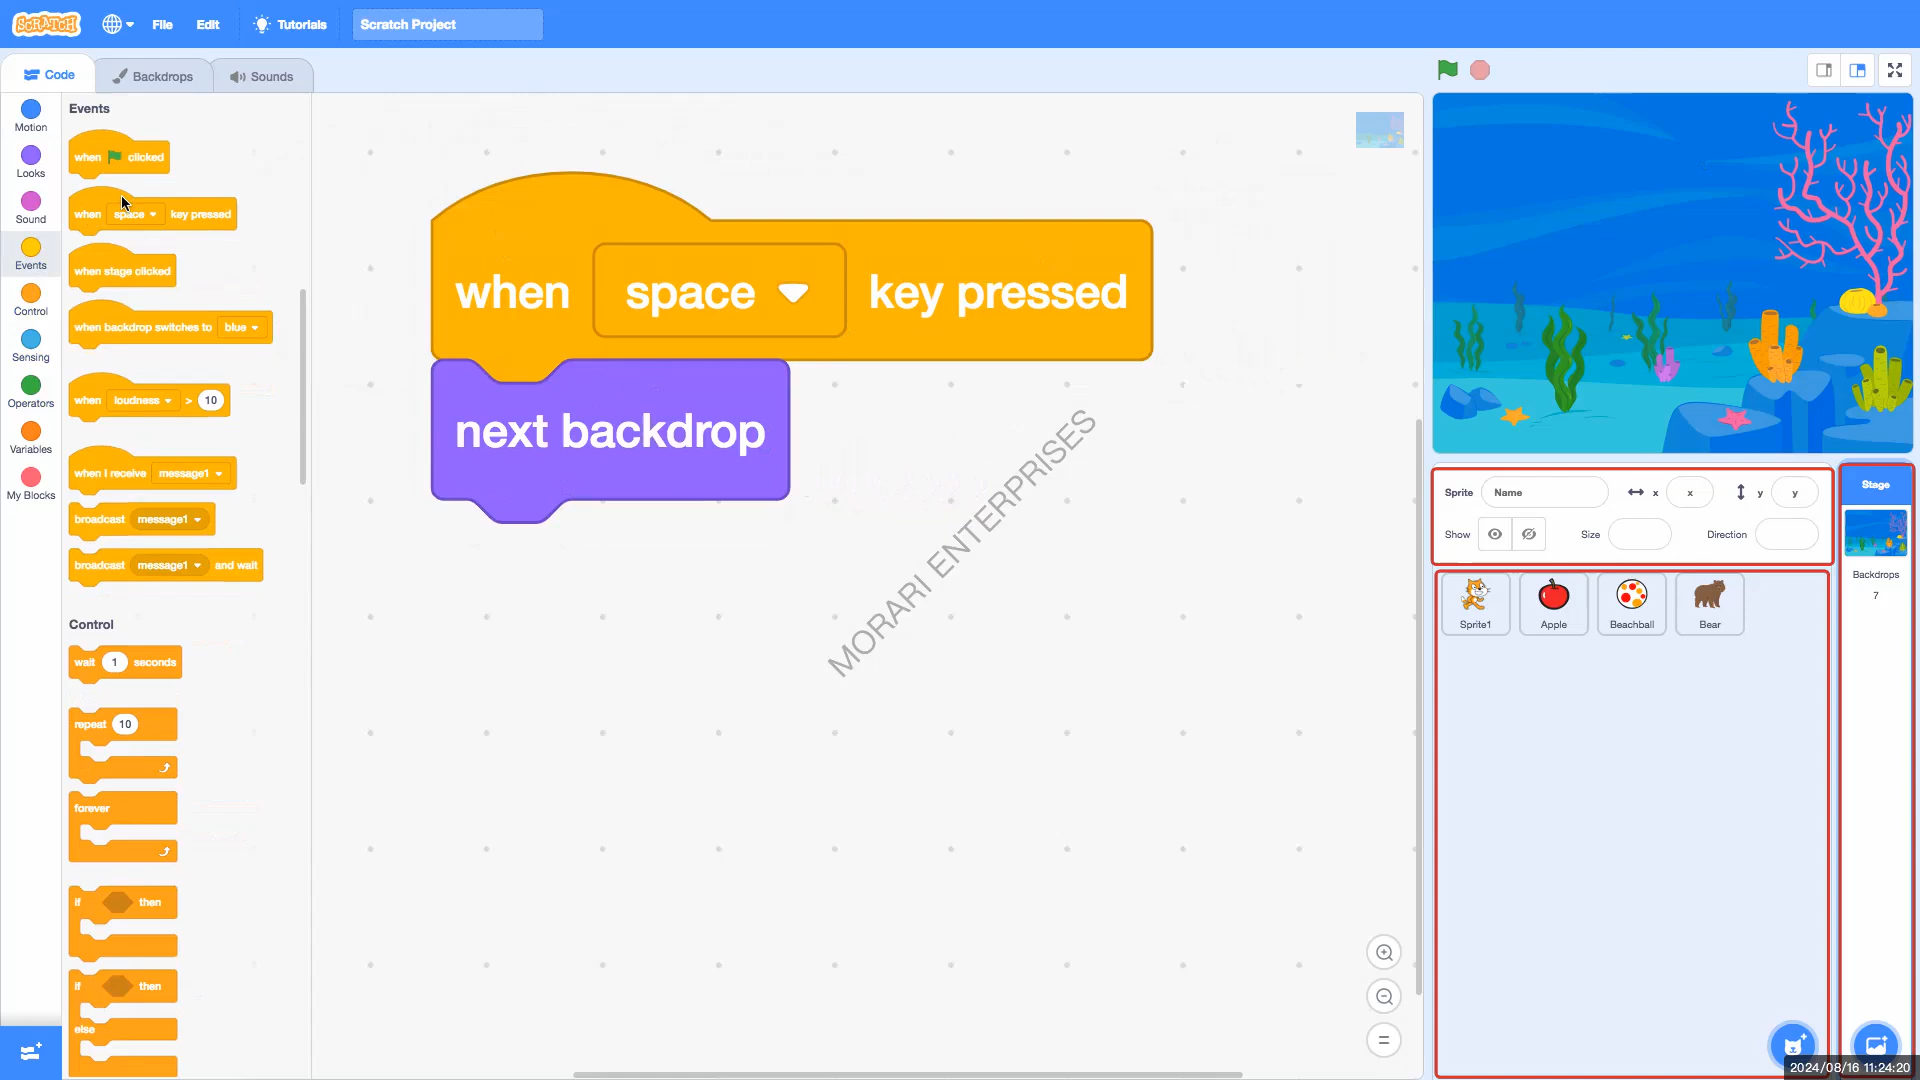 SCRATCH
File
Edit
Tutorials
Scratch Project
Code
Backdrops
Sounds
Motion
Looks
Sound
Events
Control
Sensing
Operators
Variables
My Blocks
Events
when clicked
when space key pressed
when stage clicked
when backdrop switches to blue
when loudness > 10
when I receive message1
broadcast message1
broadcast message1 and wait
Control
wait 1 seconds
repeat 10
forever
if then
if then
else
when space key pressed
next backdrop
MORARI ENTERPRISES
Sprite Name x x y y
Show Size Direction
Sprite1
Apple
Beachball
Bear
Stage
Backdrops
7
2024/08/16 11:24:20